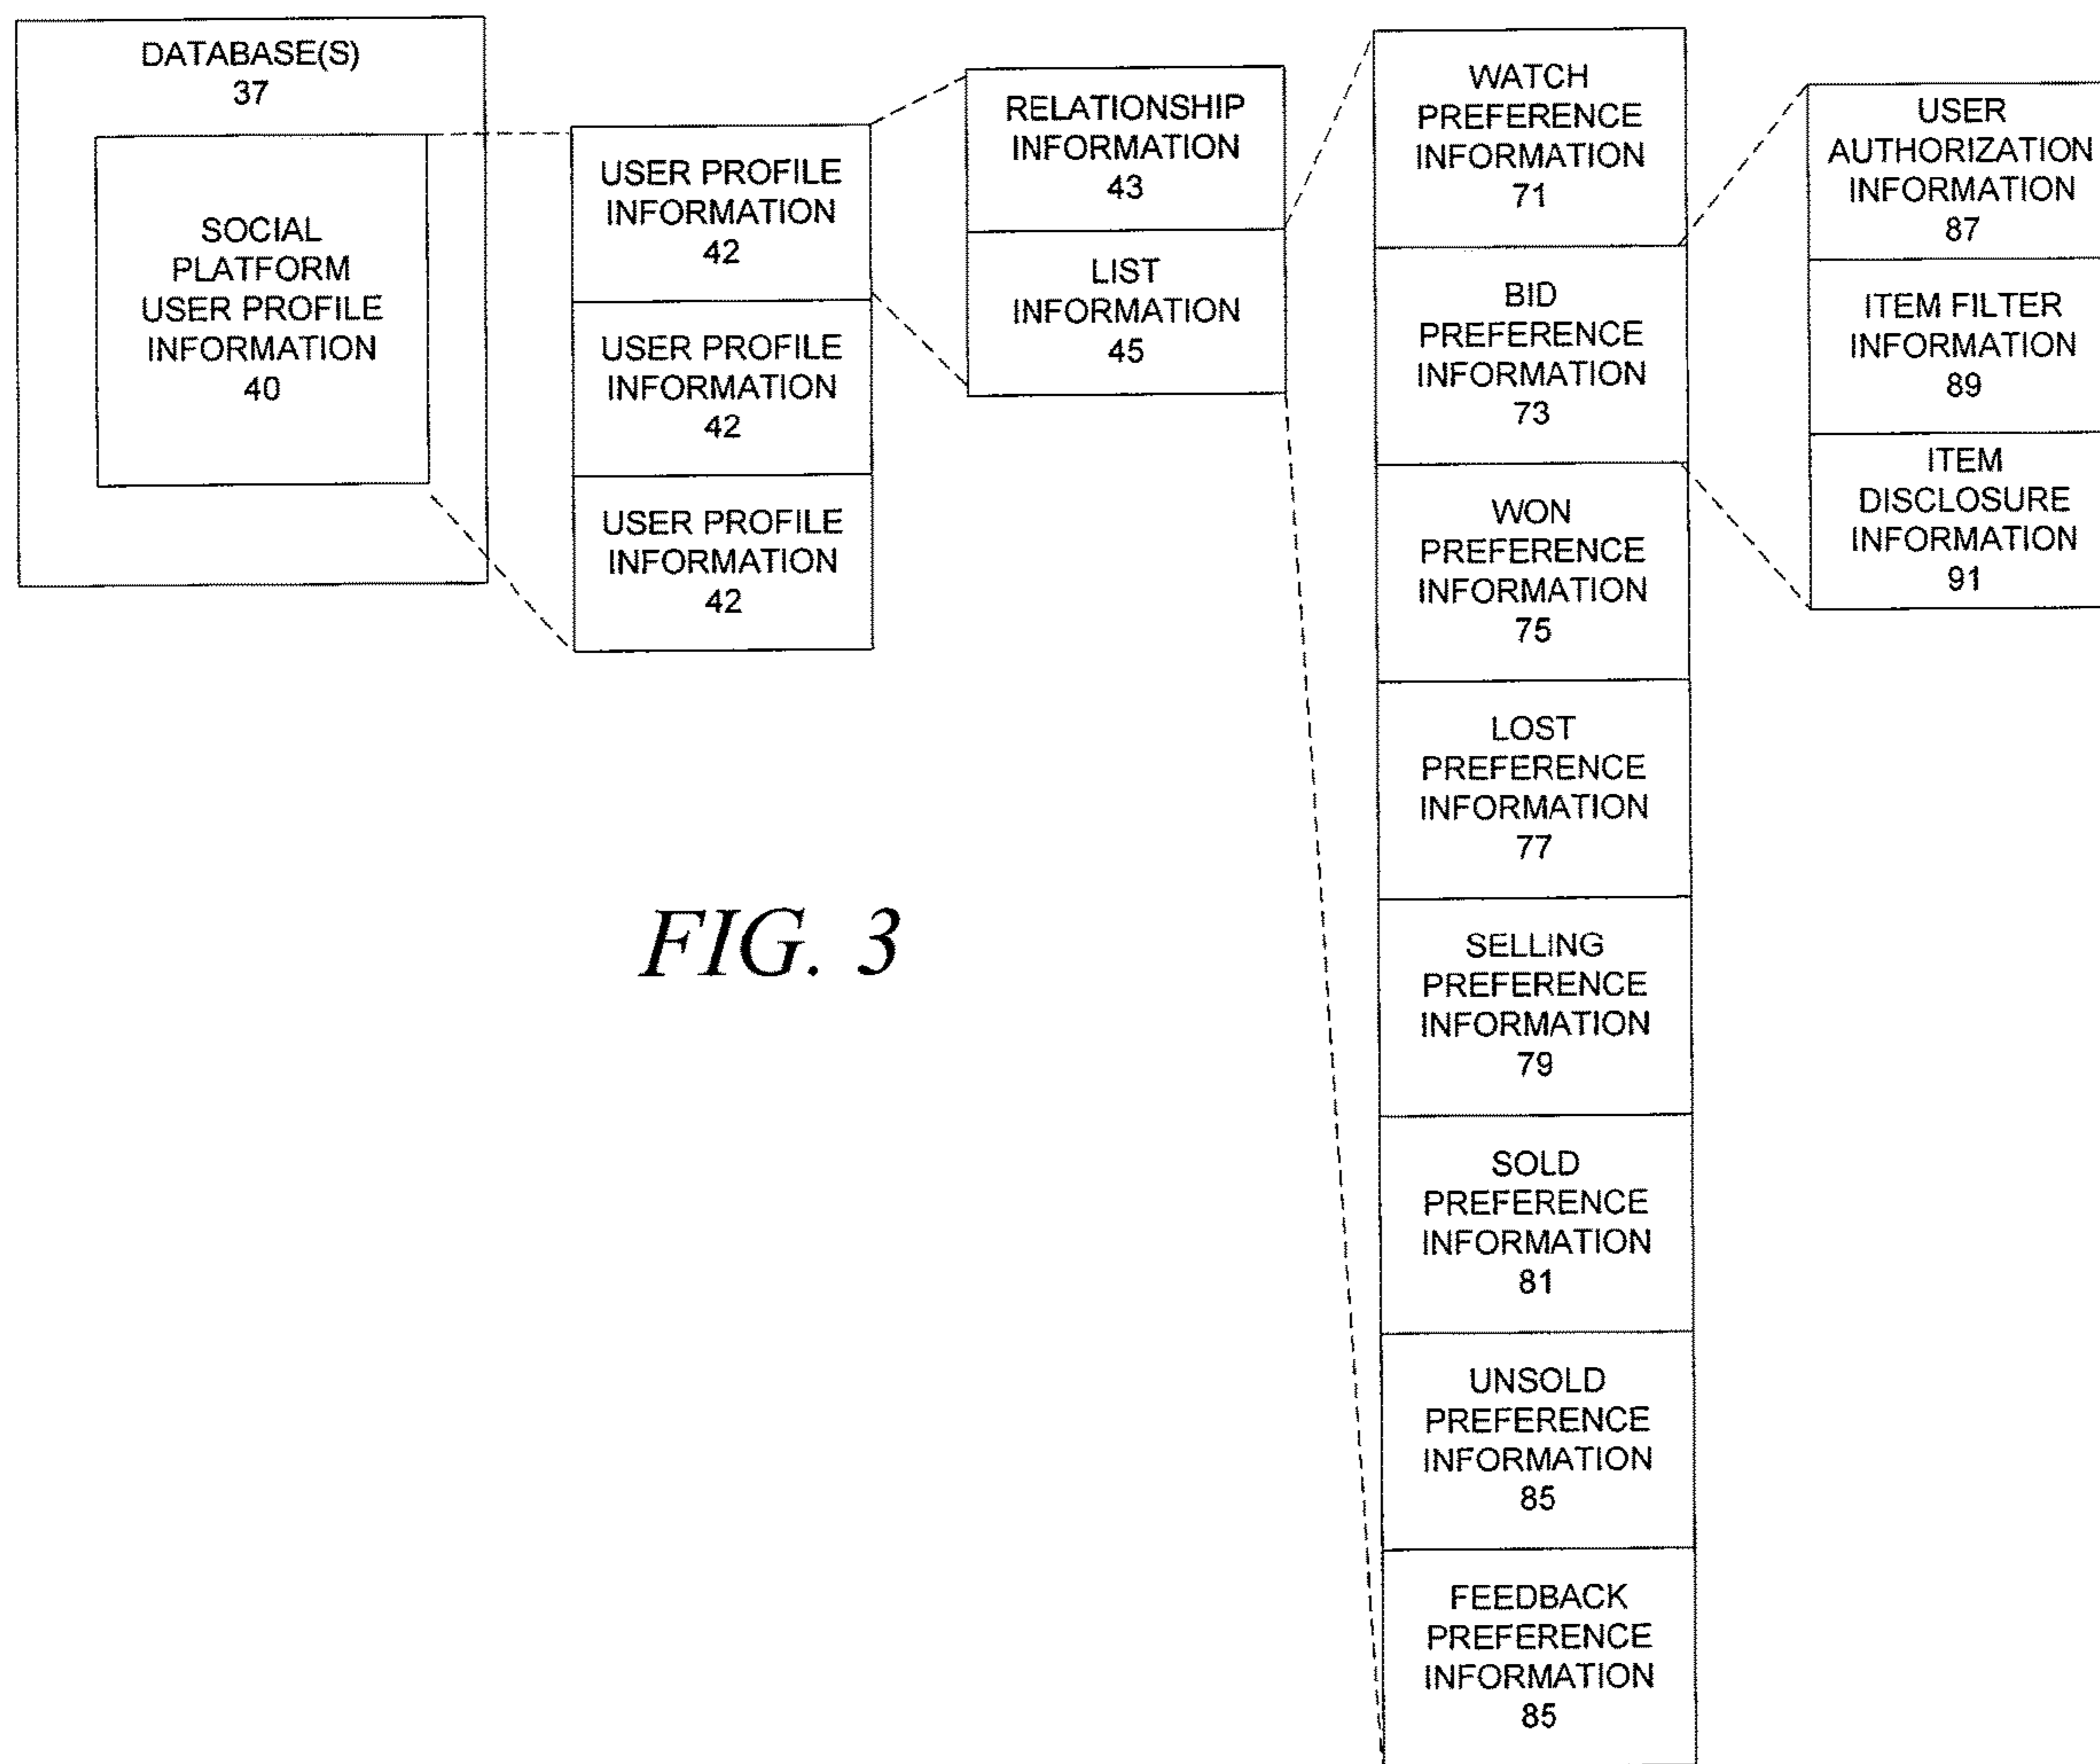 DATABASE(S)
37
SOCIAL
PLATFORM
USER PROFILE
INFORMATION
40
USER PROFILE
INFORMATION
42
USER PROFILE
INFORMATION
42
USER PROFILE
INFORMATION
42
RELATIONSHIP
INFORMATION
43
LIST
INFORMATION
45
WATCH
PREFERENCE
INFORMATION
71
BID
PREFERENCE
INFORMATION
73
WON
PREFERENCE
INFORMATION
75
LOST
PREFERENCE
INFORMATION
77
SELLING
PREFERENCE
INFORMATION
79
SOLD
PREFERENCE
INFORMATION
81
UNSOLD
PREFERENCE
INFORMATION
85
FEEDBACK
PREFERENCE
INFORMATION
85
USER
AUTHORIZATION
INFORMATION
87
ITEM FILTER
INFORMATION
89
ITEM
DISCLOSURE
INFORMATION
91
FIG. 3